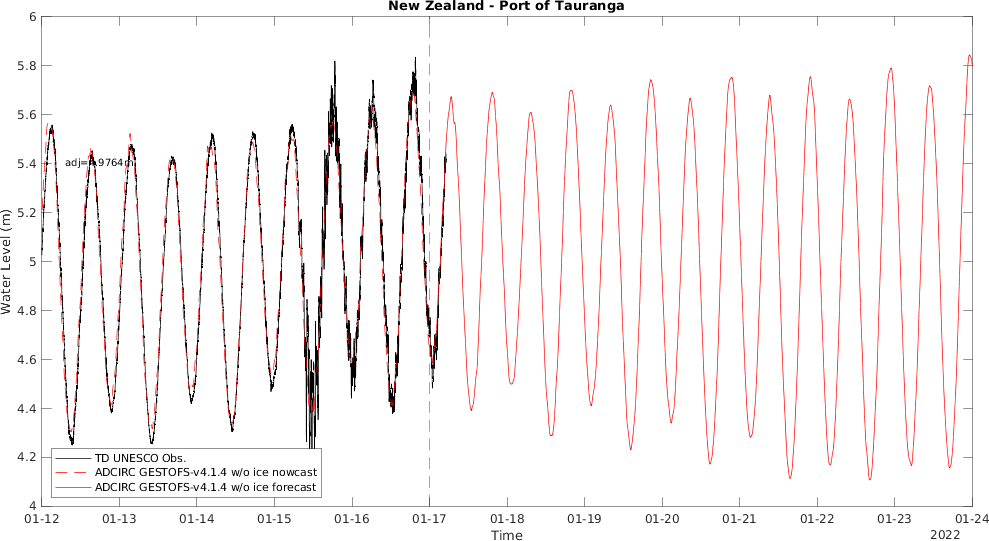 New Zealand - Port of Tauranga
6
5.8
5.6
5.4
5.2
5
4.8
4.6
4.4
4.2
4
Water Level (m)
TD UNESCO Obs.
ADCIRC GESTOFS-v4.1.4 w/o ice nowcast
ADCIRC GESTOFS-v4.1.4 w/o ice forecast
01-12 01-13 01-14 01-15 01-16 01-17 01-18 01-19 01-20 01-21 01-22 01-23 01-24
Time
2022